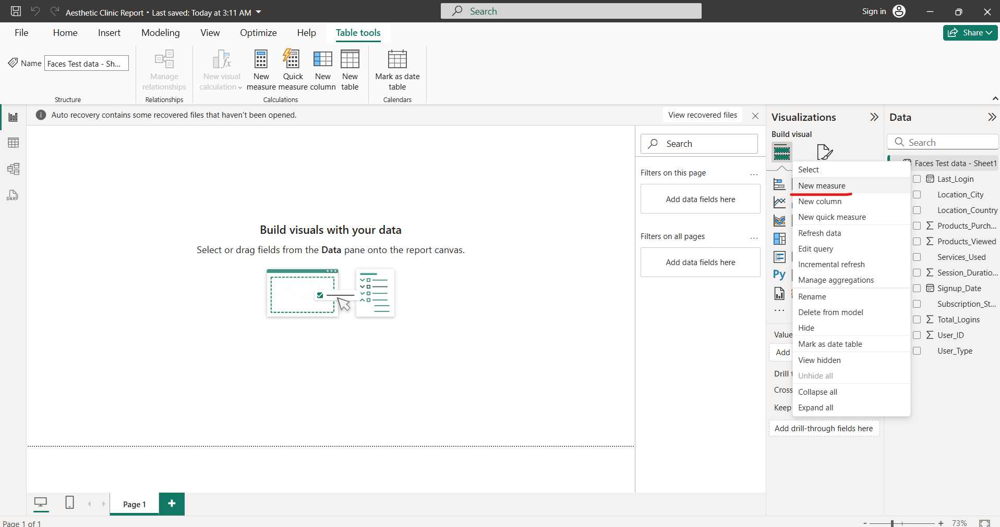 Aesthetic Clinic Report • Last saved: Today at 3:11 AM
Search
Sign in
File
Home
Insert
Modeling
View
Optimize
Help
Table tools
Share
Name
Faces Test data - Sh...
Structure
Manage
relationships
Relationships
New visual
calculation
New
measure
Quick
measure
New
column
New
table
Calculations
Mark as date
table
Calendars
Auto recovery contains some recovered files that haven't been opened.
View recovered files
Build visuals with your data
Select or drag fields from the Data pane onto the report canvas.
Search
Filters on this page
...
Add data fields here
Filters on all pages
...
Add data fields here
Visualizations
Build visual
Py
...
Value
Add
Drill t
Cross
Keep
Add drill-through fields here
Select
New measure
New column
New quick measure
Refresh data
Edit query
Incremental refresh
Manage aggregations
Rename
Delete from model
Hide
Mark as date table
View hidden
Unhide all
Collapse all
Expand all
Data
Search
Faces Test data - Sheet1
Last_Login
Location_City
Location_Country
Products_Purch...
Products_Viewed
Services_Used
Session_Duratio...
Signup_Date
Subscription_St...
Total_Logins
User_ID
User_Type
DAX
Page 1
Page 1 of 1
- + 73%